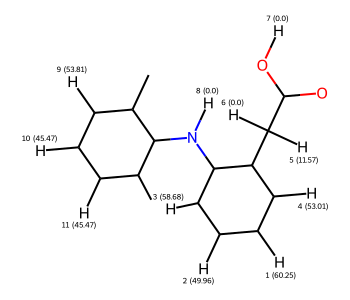 7 (0.0)
H
O
O
9 (53.81)
H
8 (0.0)
H
6 (0.0)
H
N
H
5 (11.57)
10 (45.47)
H
3 (58.68)
H
H
4 (53.01)
H
11 (45.47)
H
2 (49.96)
H
1 (60.25)